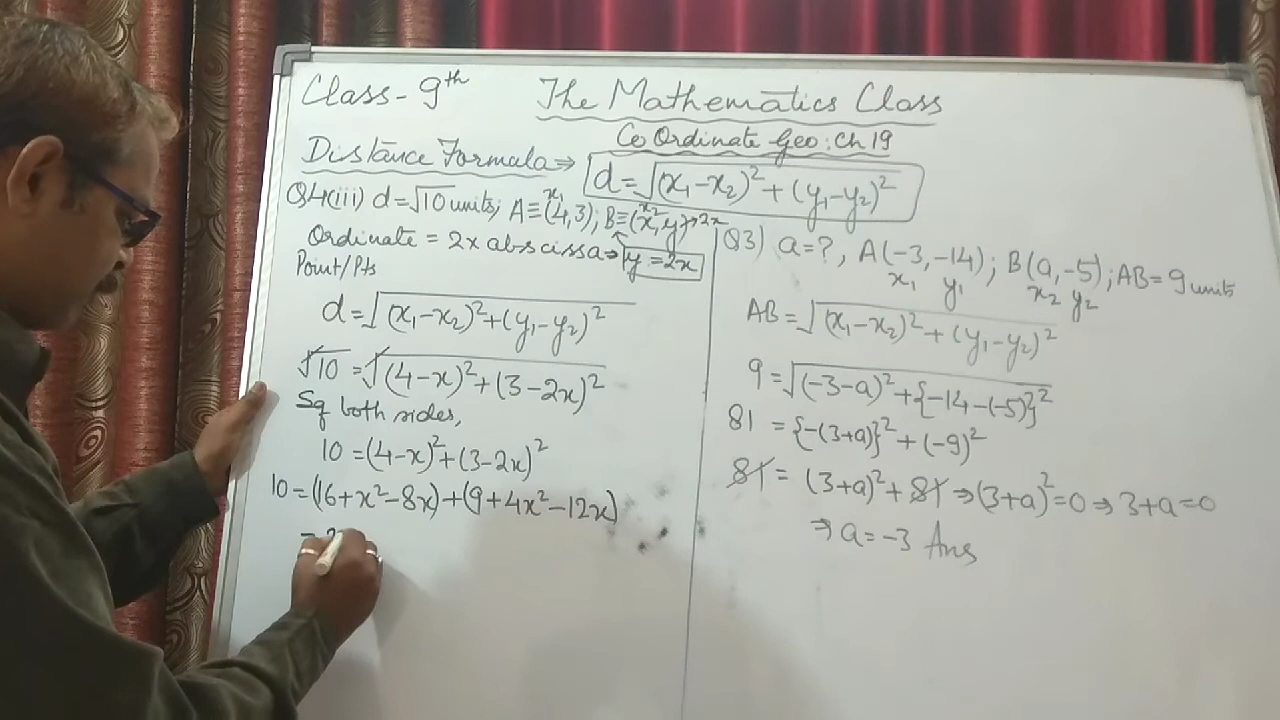 Class - 9th The Mathematics Class
Co Ordinate Geo: Ch 19
Distance Formula ⇒ d = √(x₁-x₂)² + (y₁-y₂)²
Q4(iii) d = √10 units, A ≡ (4,3); B ≡ (x, y) → 2x
x₁ x₂
Ordinate = 2x abscissa ⇒ y = 2x
Point/Pts
d = √(x₁-x₂)² + (y₁-y₂)²
√10 = √(4-x)² + (3-2x)²
Sq both sides,
10 = (4-x)² + (3-2x)²
10 = (16+x²-8x) + (9+4x²-12x)
Q3) a = ?, A(-3,-14); B(a,-5); AB = 9 units
x₁ y₁ x₂ y₂
AB = √(x₁-x₂)² + (y₁-y₂)²
9 = √(-3-a)² + {-14-(-5)}²
81 = {-(3+a)}² + (-9)²
81 = (3+a)² + 81 ⇒ (3+a)² = 0 ⇒ 3+a = 0
⇒ a = -3 Ans